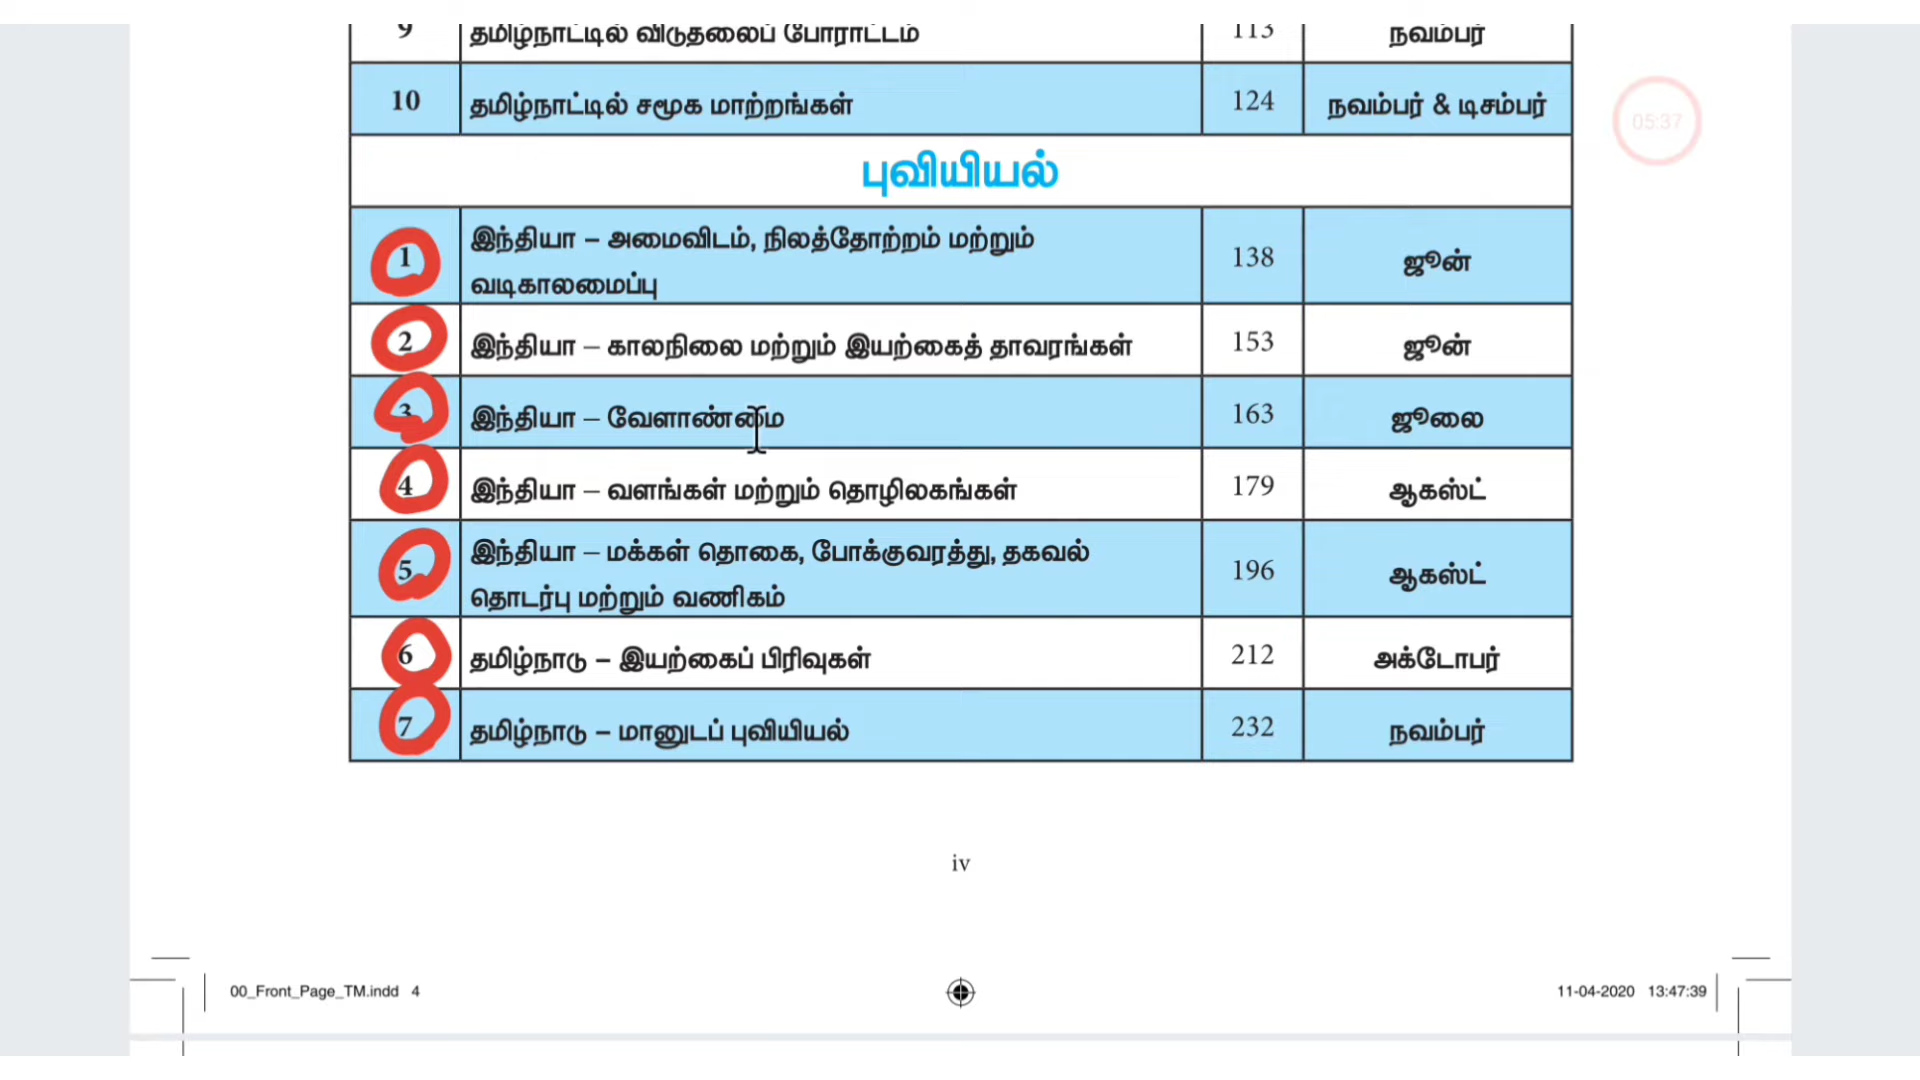 9 தமிழ்நாட்டில் விடுதலைப் போராட்டம் 113 நவம்பர்
10 தமிழ்நாட்டில் சமூக மாற்றங்கள் 124 நவம்பர் & டிசம்பர்
05:37
புவியியல்
1 இந்தியா – அமைவிடம், நிலத்தோற்றம் மற்றும் 138 ஜூன்
வடிகாலமைப்பு
2 இந்தியா – காலநிலை மற்றும் இயற்கைத் தாவரங்கள் 153 ஜூன்
3 இந்தியா – வேளாண்மை 163 ஜூலை
4 இந்தியா – வளங்கள் மற்றும் தொழிலகங்கள் 179 ஆகஸ்ட்
5 இந்தியா – மக்கள் தொகை, போக்குவரத்து, தகவல் 196 ஆகஸ்ட்
தொடர்பு மற்றும் வணிகம்
6 தமிழ்நாடு – இயற்கைப் பிரிவுகள் 212 அக்டோபர்
7 தமிழ்நாடு – மானுடப் புவியியல் 232 நவம்பர்
iv
00_Front_Page_TM.indd 4 11-04-2020 13:47:39